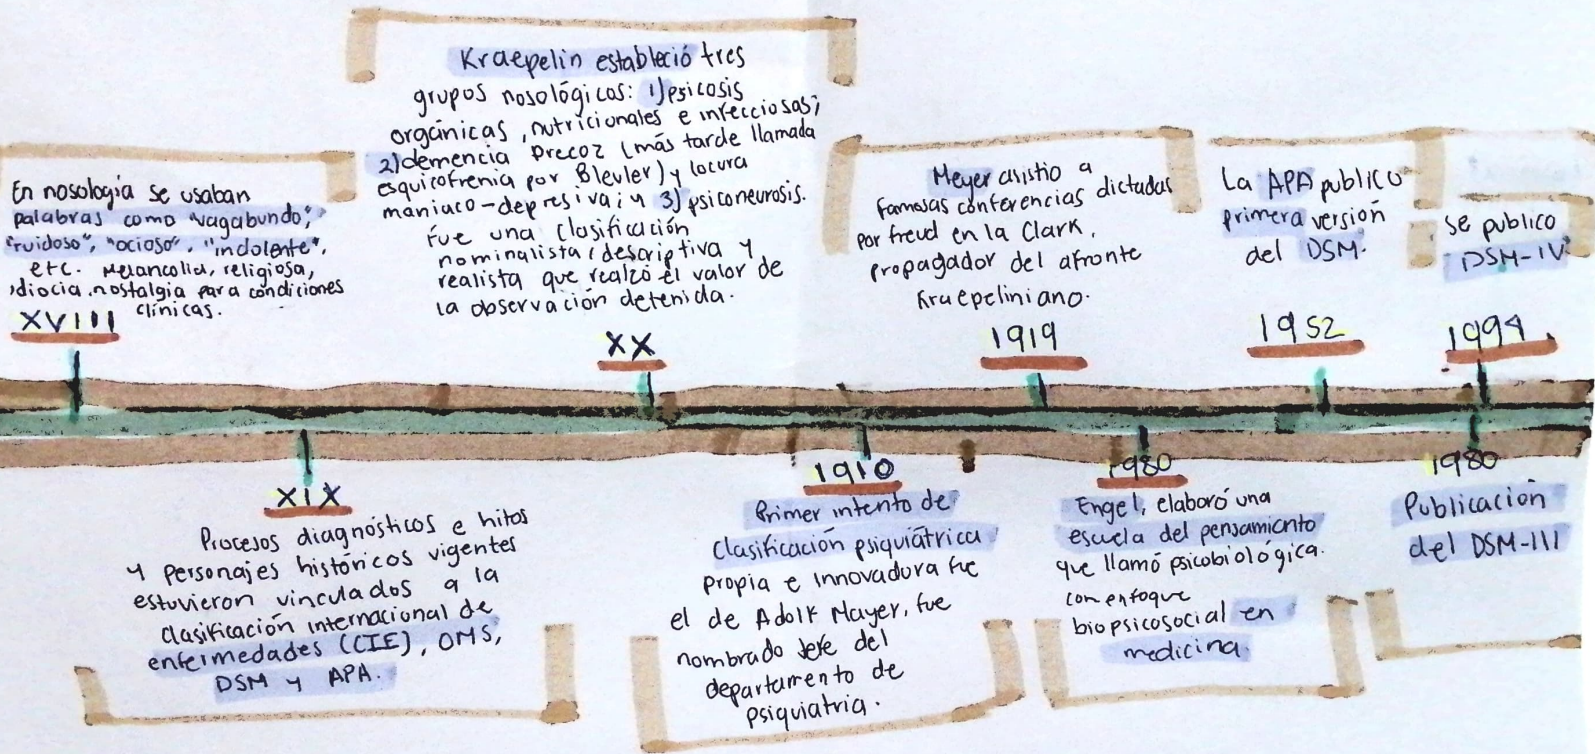 En nosología se usaban
palabras como "vagabundo",
"ruidoso", "ocioso", "indolente",
etc. Melancolia, religiosa,
idiocia, nostalgia para condiciones
clínicas.
XVIII
Kraepelin estableció tres
grupos nosológicos: 1) psicosis
orgánicas, nutricionales e infecciosas;
2) demencia precoz (más tarde llamada
esquizofrenia por Bleuler) y locura
maniaco-depresiva; y 3) psiconeurosis.
fue una clasificación
nominalista, descriptiva y
realista que realzó el valor de
la observación detenida.
XX
Meyer asistio a
famosas conferencias dictadas
por freud en la Clark,
propagador del afronte
Kraepeliniano.
1919
La APA publico
primera versión
del DSM.
1952
se publico
DSM-IV
1994
XIX
Procesos diagnósticos e hitos
y personajes históricos vigentes
estuvieron vinculados a la
clasificación internacional de
enfermedades (CIE), OMS,
DSM y APA.
1910
Primer intento de
clasificación psiquiátrica
propia e innovadora fue
el de Adolf Mayer, fue
nombrado Jefe del
departamento de
psiquiatria.
1980
Engel, elaboró una
escuela del pensamiento
que llamó psicobiológica.
con enfoque
biopsicosocial en
medicina.
1980
Publicación
del DSM-III